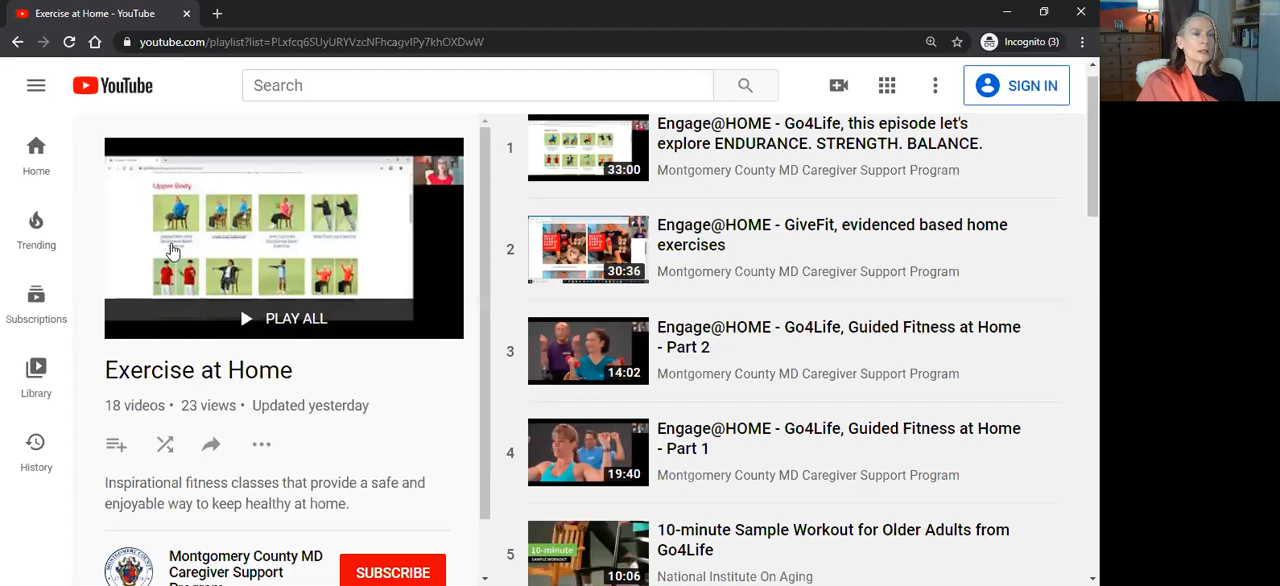 Exercise at Home - YouTube
youtube.com/playlist?list=PLxfcq6SUyURYVzcNFhcagvIPy7khOXDwW
Incognito (3)
YouTube
Search
SIGN IN
Home
Trending
Subscriptions
Library
History
Upper Body
PLAY ALL
Exercise at Home
18 videos • 23 views • Updated yesterday
Inspirational fitness classes that provide a safe and
enjoyable way to keep healthy at home.
Montgomery County MD
Caregiver Support
SUBSCRIBE
1
33:00
Engage@HOME - Go4Life, this episode let's
explore ENDURANCE. STRENGTH. BALANCE.
Montgomery County MD Caregiver Support Program
2
30:36
Engage@HOME - GiveFit, evidenced based home
exercises
Montgomery County MD Caregiver Support Program
3
14:02
Engage@HOME - Go4Life, Guided Fitness at Home
- Part 2
Montgomery County MD Caregiver Support Program
4
19:40
Engage@HOME - Go4Life, Guided Fitness at Home
- Part 1
Montgomery County MD Caregiver Support Program
5
10-minute
SAMPLE WORKOUT
10:06
10-minute Sample Workout for Older Adults from
Go4Life
National Institute On Aging